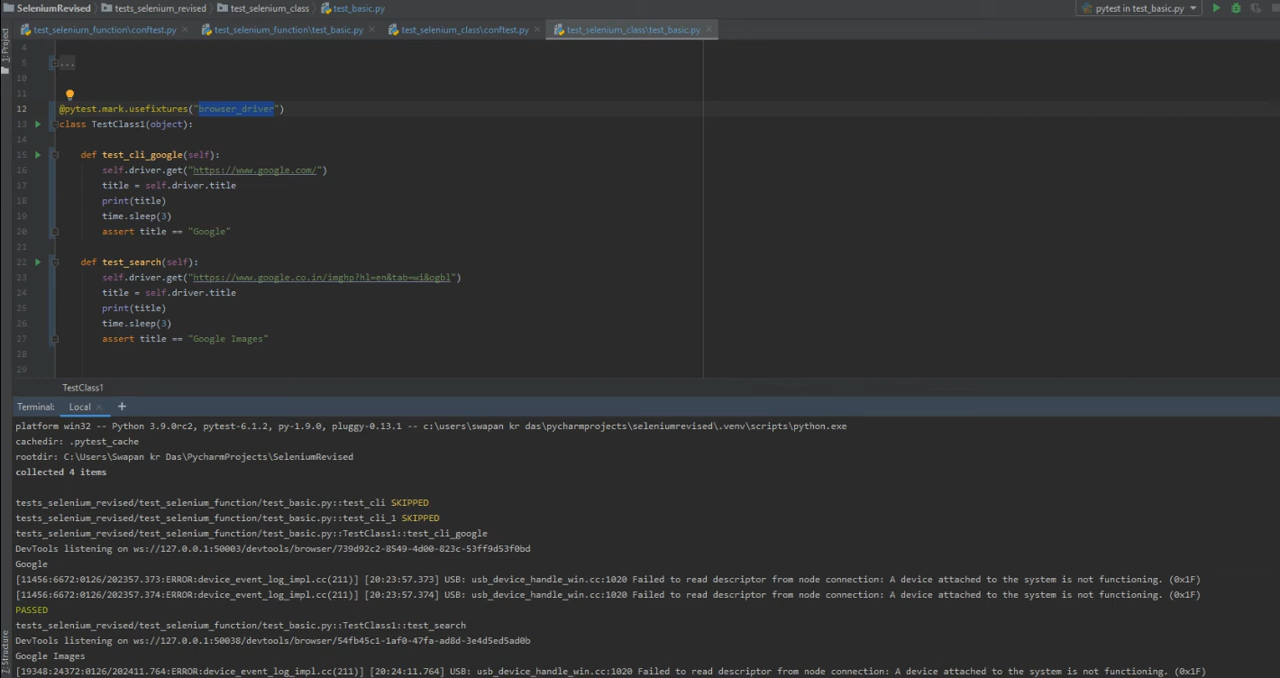 SeleniumRevised tests_selenium_revised test_selenium_class test_basic.py pytest in test_basic.py
test_selenium_function\conftest.py test_selenium_function\test_basic.py test_selenium_class\conftest.py test_selenium_class\test_basic.py
1: Project
4
5 ...
10
11
12 @pytest.mark.usefixtures("browser_driver")
13 class TestClass1(object):
14
15 def test_cli_google(self):
16 self.driver.get("https://www.google.com/")
17 title = self.driver.title
18 print(title)
19 time.sleep(3)
20 assert title == "Google"
21
22 def test_search(self):
23 self.driver.get("https://www.google.co.in/imghp?hl=en&tab=wi&ogbl")
24 title = self.driver.title
25 print(title)
26 time.sleep(3)
27 assert title == "Google Images"
28
29
TestClass1
Terminal: Local +
platform win32 -- Python 3.9.0rc2, pytest-6.1.2, py-1.9.0, pluggy-0.13.1 -- c:\users\swapan kr das\pycharmprojects\seleniumrevised\.venv\scripts\python.exe
cachedir: .pytest_cache
rootdir: C:\Users\Swapan kr Das\PycharmProjects\SeleniumRevised
collected 4 items
tests_selenium_revised/test_selenium_function/test_basic.py::test_cli SKIPPED
tests_selenium_revised/test_selenium_function/test_basic.py::test_cli_1 SKIPPED
tests_selenium_revised/test_selenium_function/test_basic.py::TestClass1::test_cli_google
DevTools listening on ws://127.0.0.1:50003/devtools/browser/739d92c2-8549-4d00-823c-53ff9d53f0bd
Google
[11456:6672:0126/202357.373:ERROR:device_event_log_impl.cc(211)] [20:23:57.373] USB: usb_device_handle_win.cc:1020 Failed to read descriptor from node connection: A device attached to the system is not functioning. (0x1F)
[11456:6672:0126/202357.374:ERROR:device_event_log_impl.cc(211)] [20:23:57.374] USB: usb_device_handle_win.cc:1020 Failed to read descriptor from node connection: A device attached to the system is not functioning. (0x1F)
PASSED
tests_selenium_revised/test_selenium_function/test_basic.py::TestClass1::test_search
DevTools listening on ws://127.0.0.1:50038/devtools/browser/54fb45c1-1af0-47fa-ad8d-3e4d5ed5ad0b
Google Images
[19348:24372:0126/202411.764:ERROR:device_event_log_impl.cc(211)] [20:24:11.764] USB: usb_device_handle_win.cc:1020 Failed to read descriptor from node connection: A device attached to the system is not functioning. (0x1F)
7: Structure